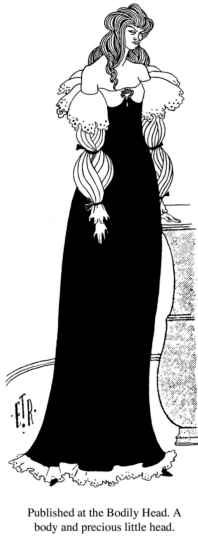 E.T.R.
Published at the Bodily Head. A
body and precious little head.